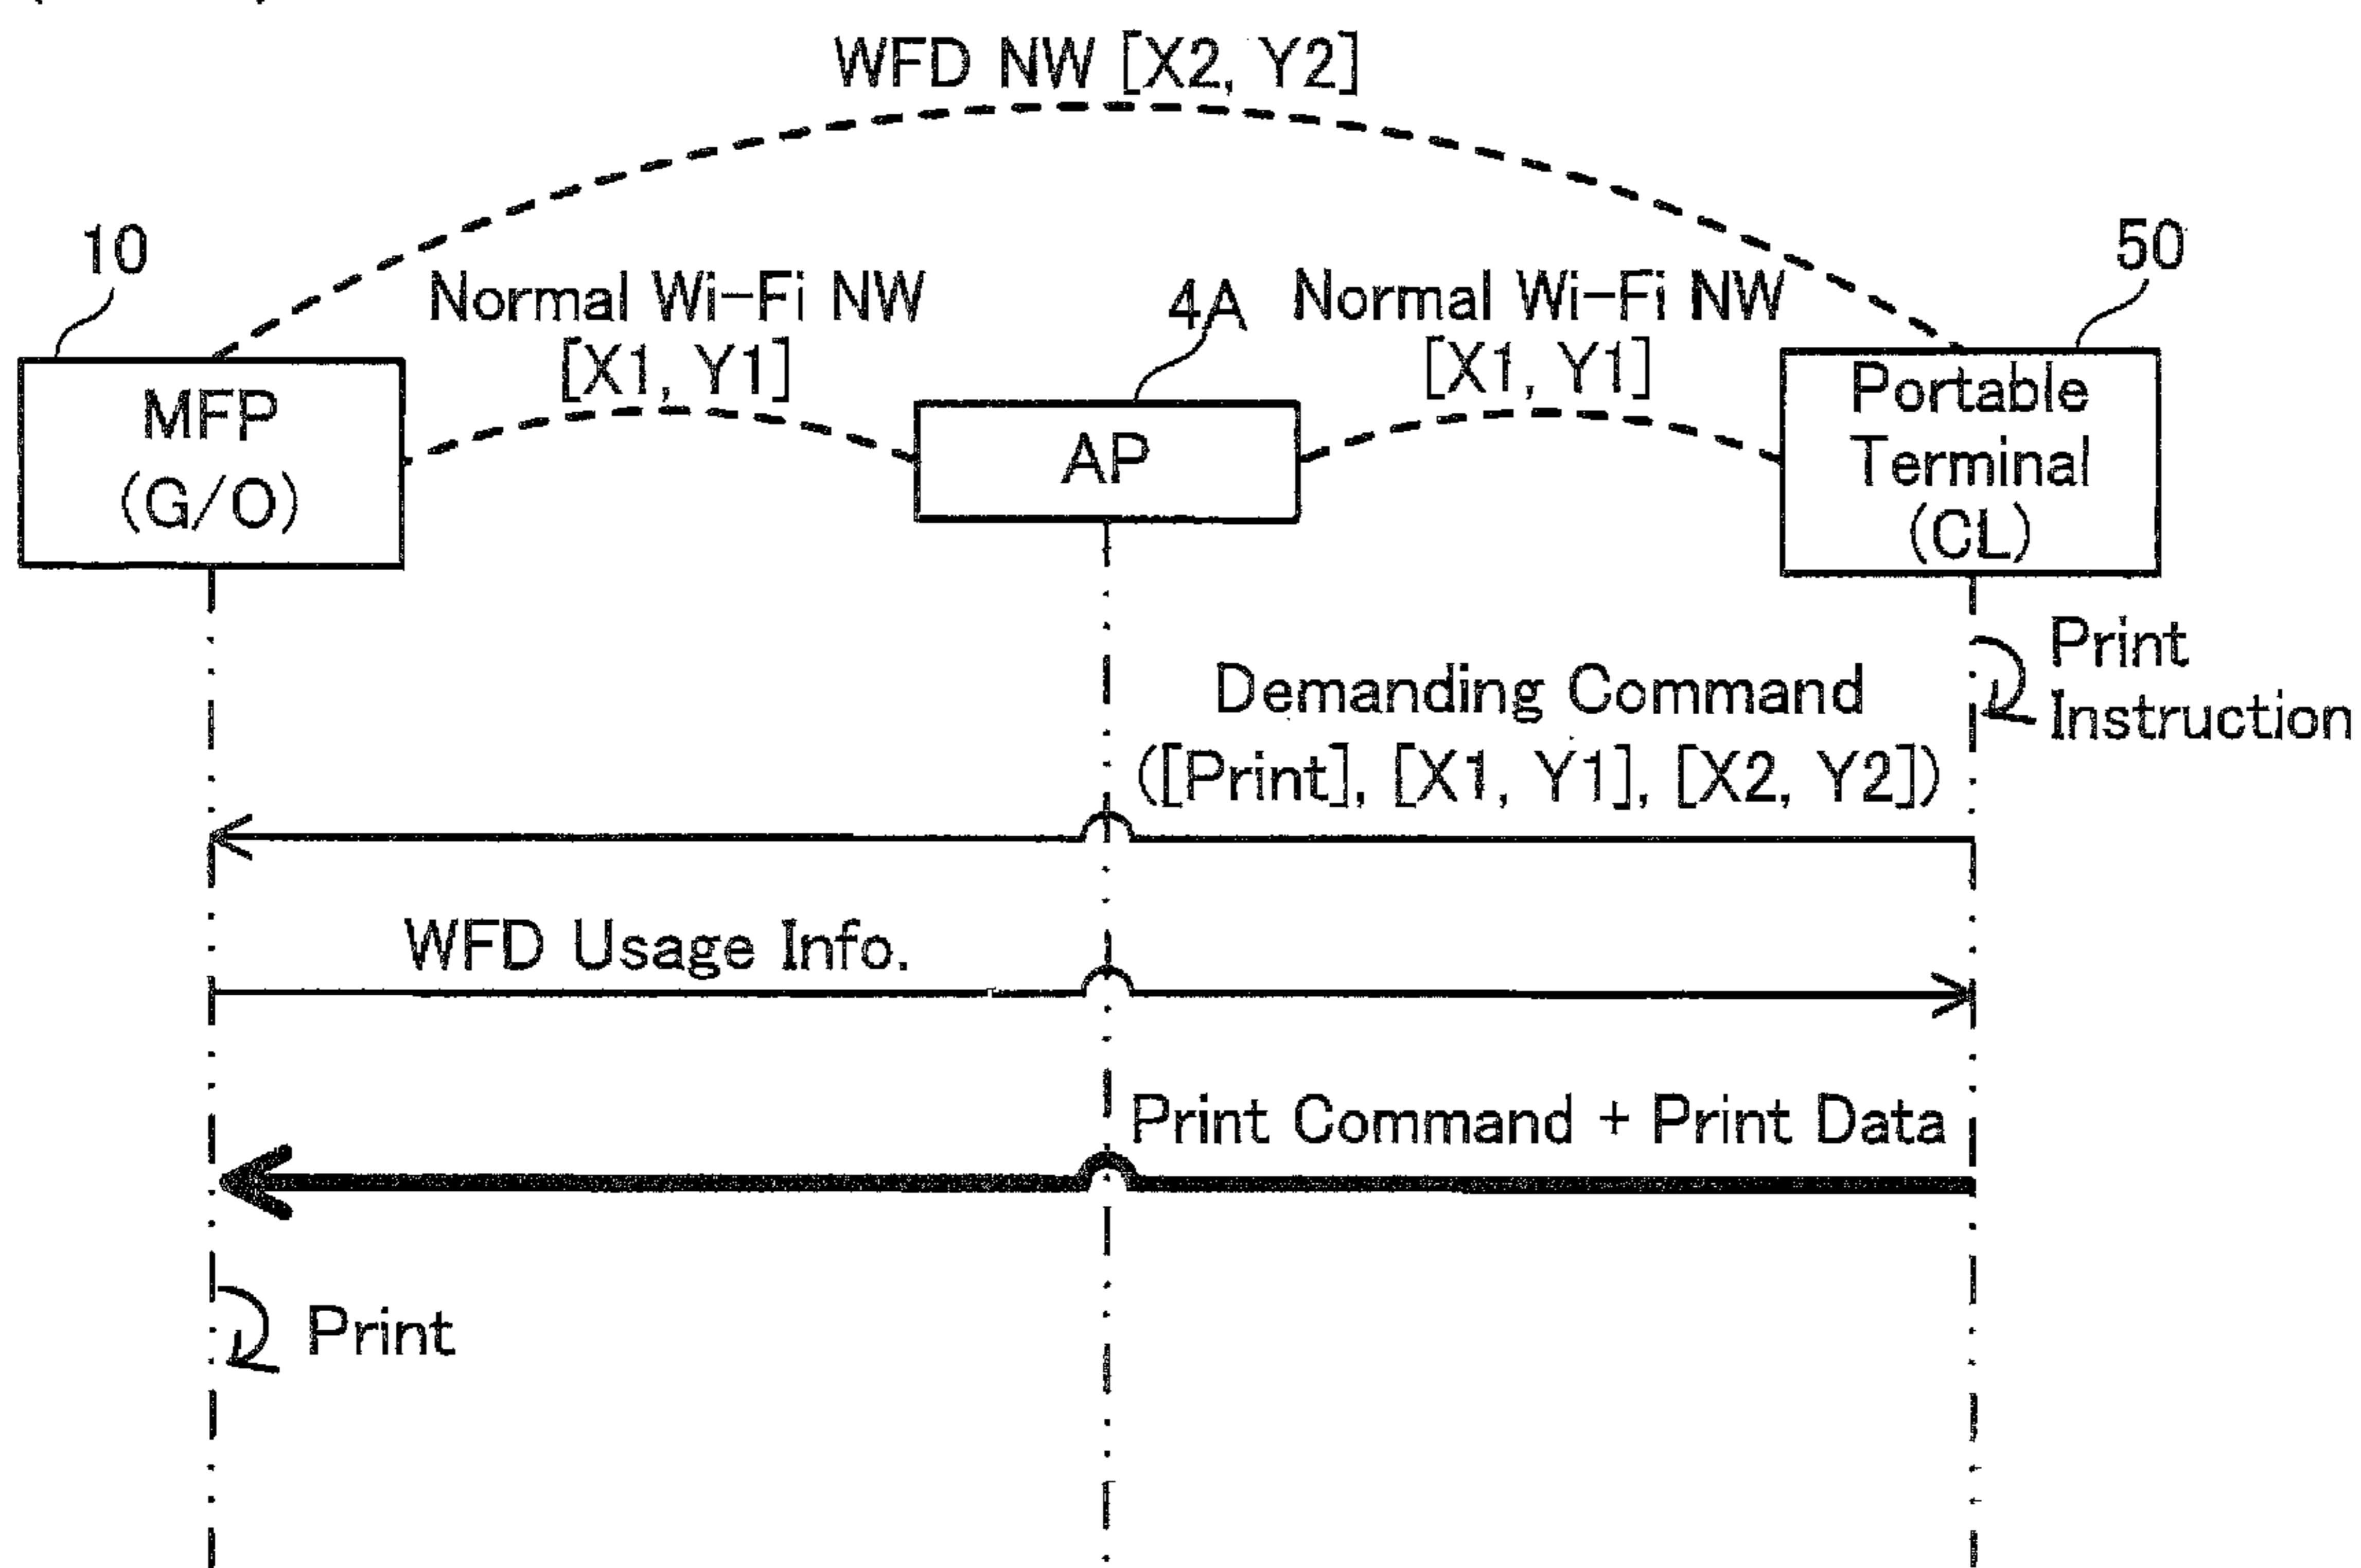 WFD NW [X2, Y2]
10
Normal Wi-Fi NW
[X1, Y1]
4A
Normal Wi-Fi NW
[X1, Y1]
50
MFP
(G/O)
AP
Portable
Terminal
(CL)
Print
Instruction
Demanding Command
([Print], [X1, Y1], [X2, Y2])
WFD Usage Info.
Print Command + Print Data
Print